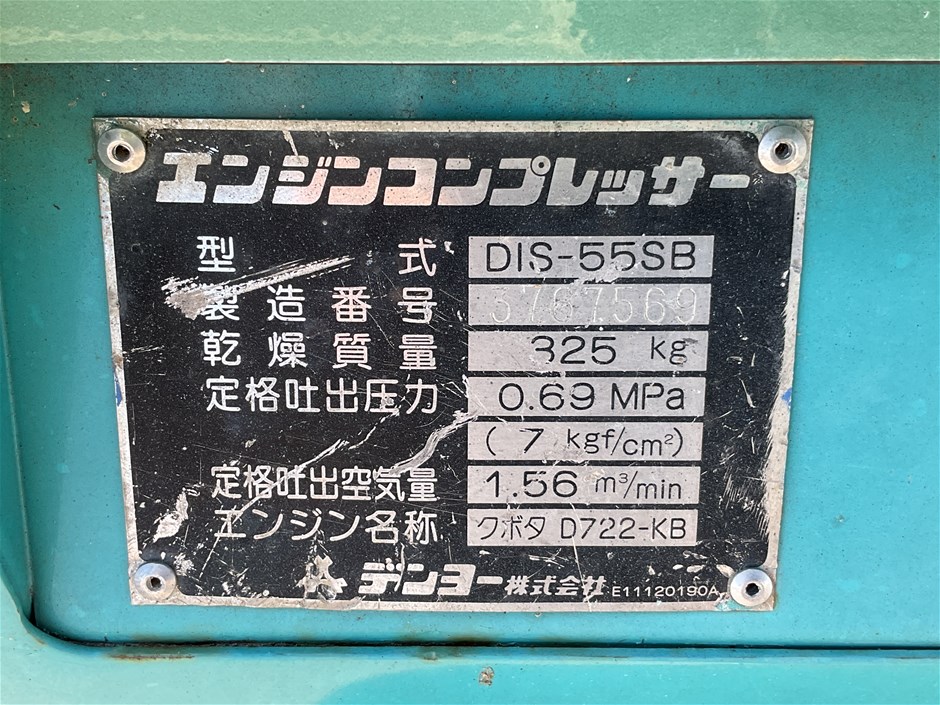 エンジンコンプレッサー
型式 DIS-55SB
製造番号 3767569
乾燥質量 325 kg
定格吐出圧力 0.69 MPa
( 7 kgf/cm²)
定格吐出空気量 1.56 m³/min
エンジン名称 クボタ D722-KB
デンヨー株式会社 E11120190A